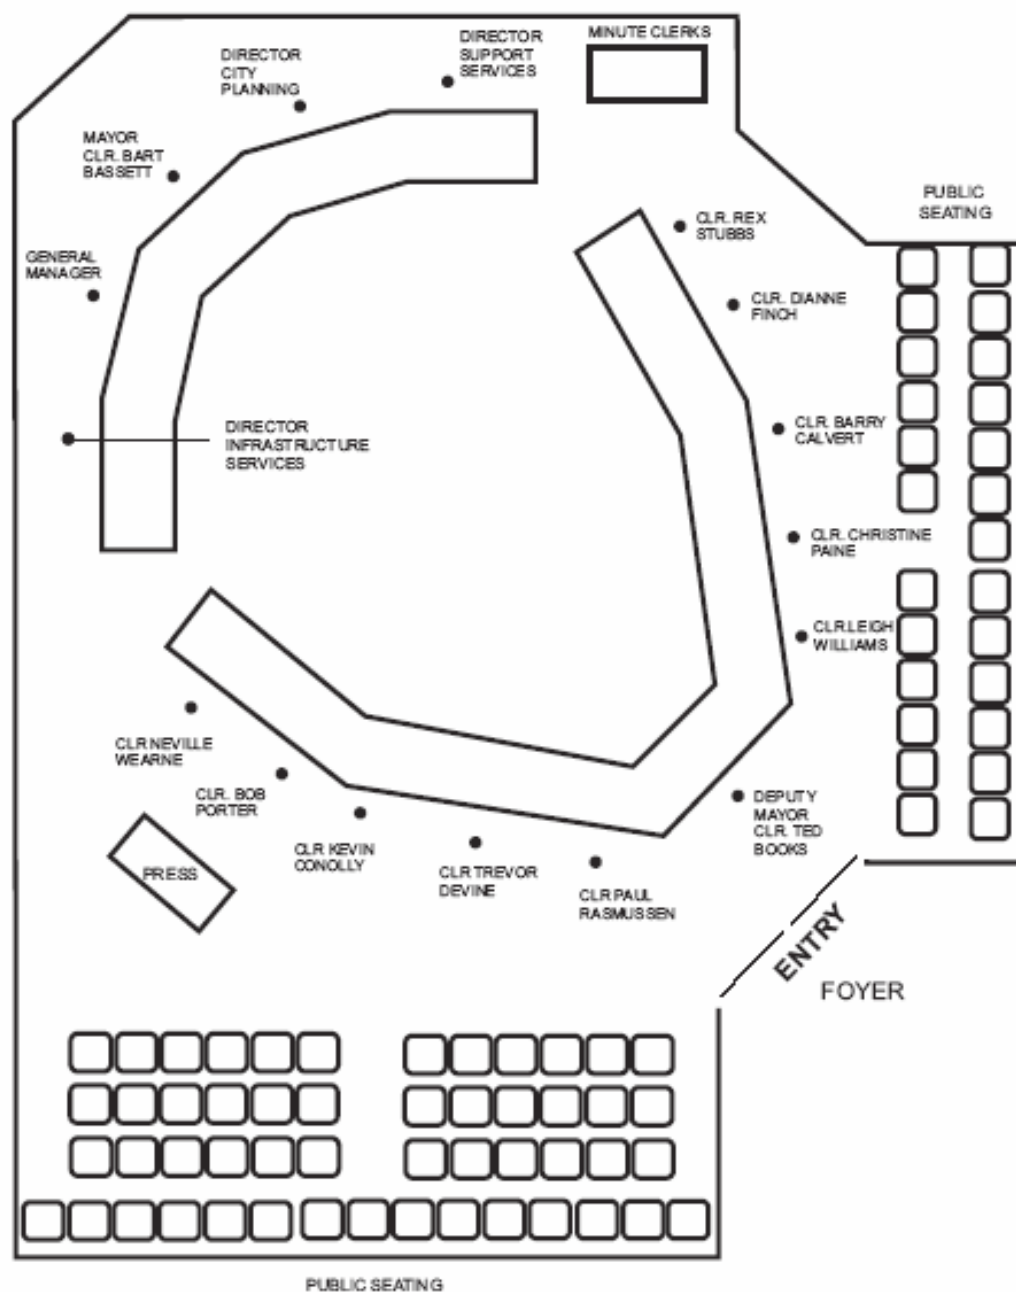 DIRECTOR
SUPPORT
SERVICES
MINUTE CLERKS
DIRECTOR
CITY
PLANNING
MAYOR
CLR. BART
BASSETT
GENERAL
MANAGER
DIRECTOR
INFRASTRUCTURE
SERVICES
PUBLIC
SEATING
CLR. REX
STUBBS
CLR. DIANNE
FINCH
CLR. BARRY
CALVERT
CLR. CHRISTINE
PAINE
CLR.LEIGH
WILLIAMS
DEPUTY
MAYOR
CLR. TED
BOOKS
CLR NEVILLE
WEARNE
CLR. BOB
PORTER
CLR KEVIN
CONOLLY
CLR TREVOR
DEVINE
CLR PAUL
RASMUSSEN
PRESS
ENTRY
FOYER
PUBLIC SEATING